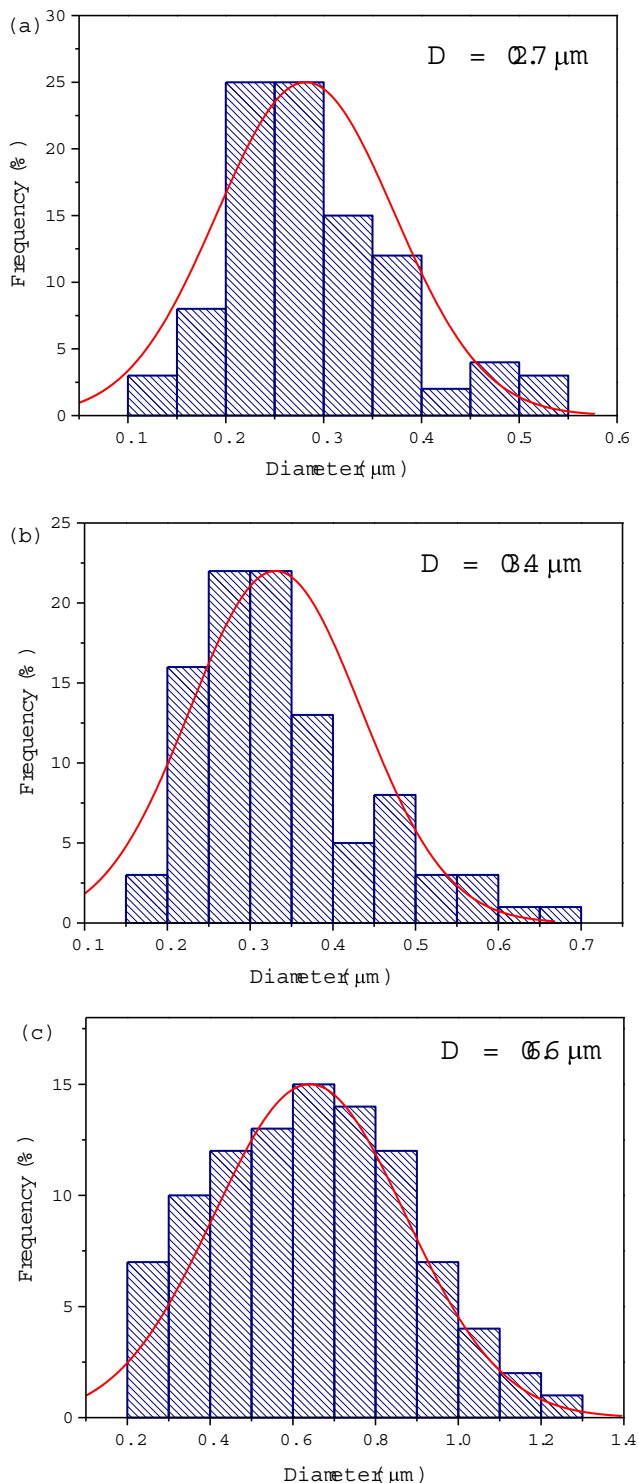 (a)
D = 0.27 μm
30
25
20
15
10
5
0
Frequency (%)
0.1 0.2 0.3 0.4 0.5 0.6
Diameter (μm)
(b)
D = 0.34 μm
25
20
15
10
5
0
Frequency (%)
0.1 0.2 0.3 0.4 0.5 0.6 0.7
Diameter (μm)
(c)
D = 0.66 μm
15
10
5
0
Frequency (%)
0.2 0.4 0.6 0.8 1.0 1.2 1.4
Diameter (μm)